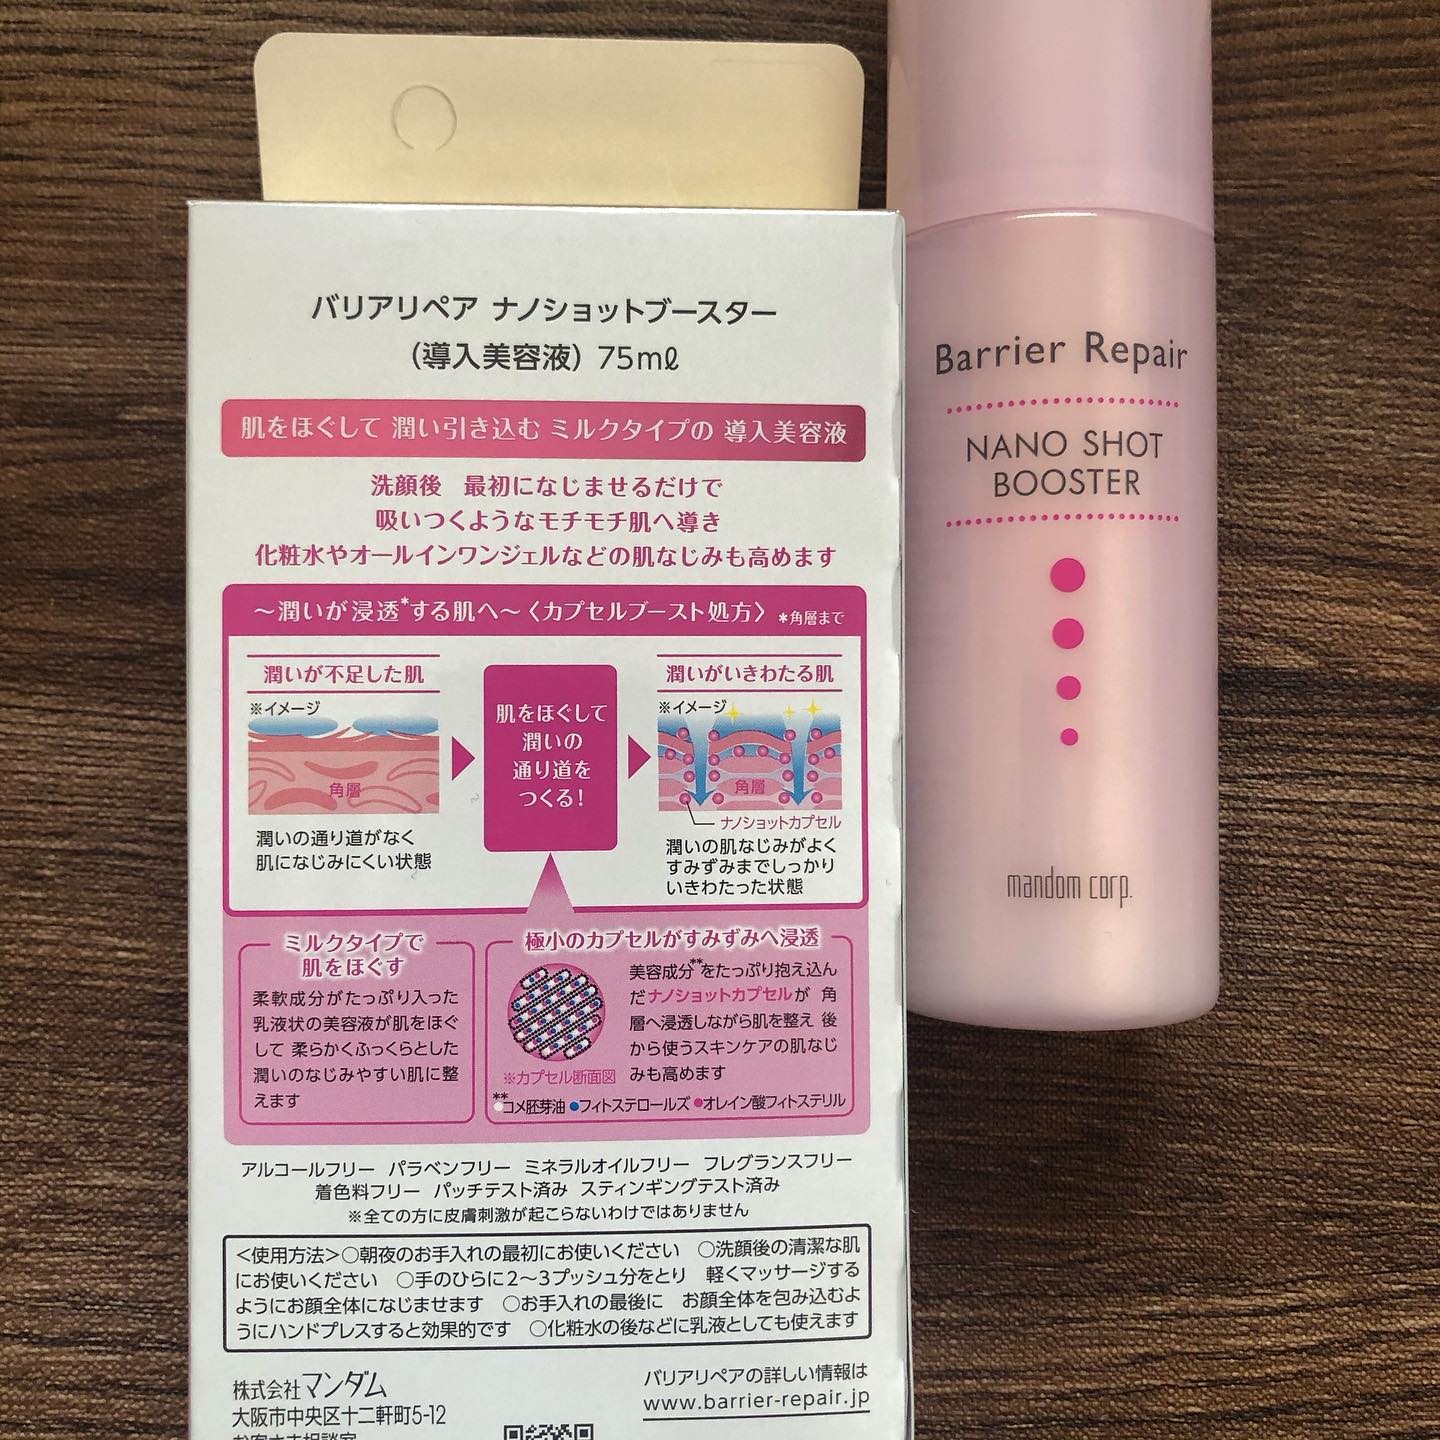 バリアリペア ナノショットブースター
(導入美容液) 75mℓ
肌をほぐして 潤い引き込む ミルクタイプの 導入美容液
洗顔後 最初になじませるだけで
吸いつくようなモチモチ肌へ導き
化粧水やオールインワンジェルなどの肌なじみも高めます
〜潤いが浸透*する肌へ〜〈カプセルブースト処方〉 *角層まで
潤いが不足した肌
※イメージ
角層
潤いの通り道がなく
肌になじみにくい状態
肌をほぐして
潤いの
通り道を
つくる!
潤いがいきわたる肌
※イメージ
角層
ナノショットカプセル
潤いの肌なじみがよく
すみずみまでしっかり
いきわたった状態
ミルクタイプで
肌をほぐす
柔軟成分がたっぷり入った
乳液状の美容液が肌をほぐ
して 柔らかくふっくらとした
潤いのなじみやすい肌に整
えます
極小のカプセルがすみずみへ浸透
美容成分**をたっぷり抱え込ん
だナノショットカプセルが 角
層へ浸透しながら肌を整え 後
から使うスキンケアの肌なじ
みも高めます
※カプセル断面図
**●コメ胚芽油 ●フィトステロールズ ●オレイン酸フィトステリル
アルコールフリー パラベンフリー ミネラルオイルフリー フレグランスフリー
着色料フリー パッチテスト済み スティンギングテスト済み
※全ての方に皮膚刺激が起こらないわけではありません
<使用方法>○朝夜のお手入れの最初にお使いください ○洗顔後の清潔な肌
にお使いください ○手のひらに2〜3プッシュ分をとり 軽くマッサージする
ようにお顔全体になじませます ○お手入れの最後に お顔全体を包み込むよ
うにハンドプレスすると効果的です ○化粧水の後などに乳液としても使えます
株式会社マンダム
大阪市中央区十二軒町5-12
バリアリペアの詳しい情報は
www.barrier-repair.jp
Barrier Repair
NANO SHOT
BOOSTER
mandom corp.